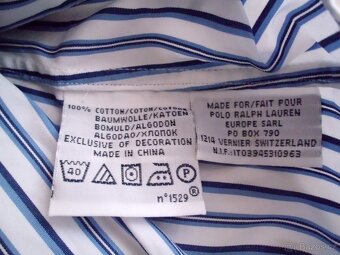 100% COTTON/COTON/COTONE
BAUMWOLLE/KATOEN
BOMULD/ALGODON
ALGODAO/ХЛОПОК
EXCLUSIVE OF DECORATION
MADE IN CHINA
40
P
n°1529
®
MADE FOR/FAIT POUR
POLO RALPH LAUREN
EUROPE SARL
PO BOX 790
1214 VERNIER SWITZERLAND
N.I.F.:IT03945910963